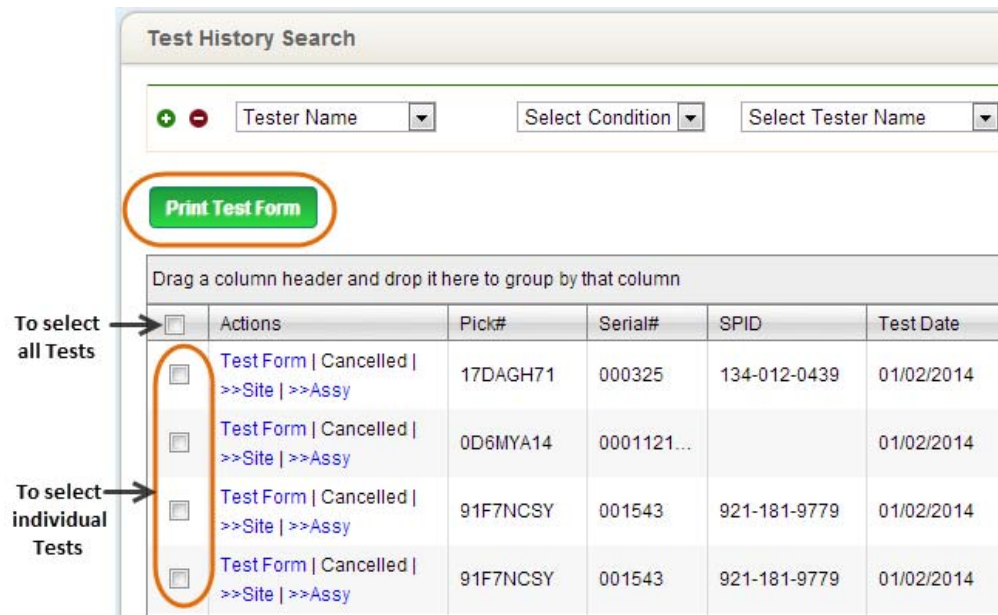 Test History Search
Tester Name Select Condition Select Tester Name
Print Test Form
Drag a column header and drop it here to group by that column
To select all Tests
Actions Pick# Serial# SPID Test Date
Test Form | Cancelled |
>>Site | >>Assy
17DAGH71 000325 134-012-0439 01/02/2014
Test Form | Cancelled |
>>Site | >>Assy
0D6MYA14 0001121... 01/02/2014
To select individual Tests
Test Form | Cancelled |
>>Site | >>Assy
91F7NCSY 001543 921-181-9779 01/02/2014
Test Form | Cancelled |
>>Site | >>Assy
91F7NCSY 001543 921-181-9779 01/02/2014